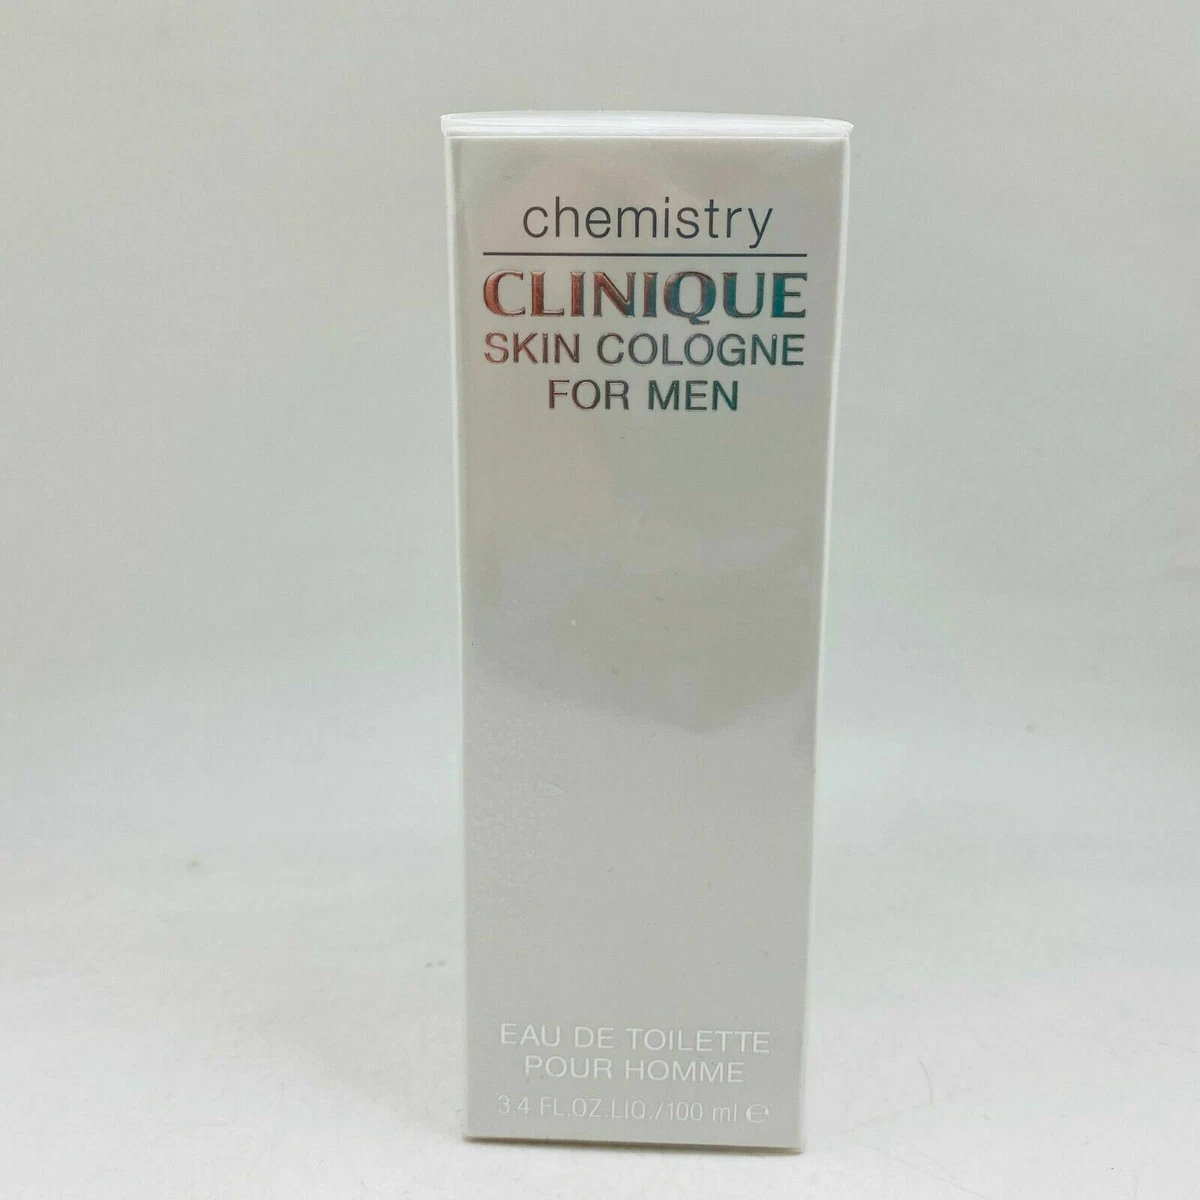 chemistry
CLINIQUE
SKIN COLOGNE
FOR MEN
EAU DE TOILETTE
POUR HOMME
3.4 FL.OZ.LIQ./100 ml ℮